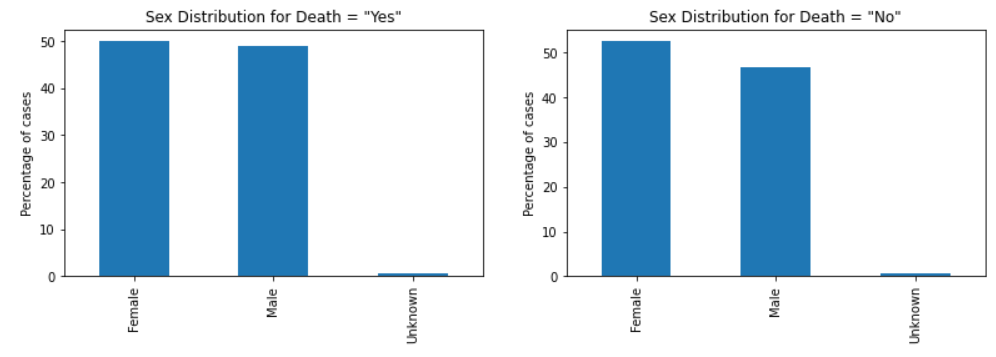 Sex Distribution for Death = "Yes"
Percentage of cases
50
40
30
20
10
0
Female
Male
Unknown
Sex Distribution for Death = "No"
Percentage of cases
50
40
30
20
10
0
Female
Male
Unknown